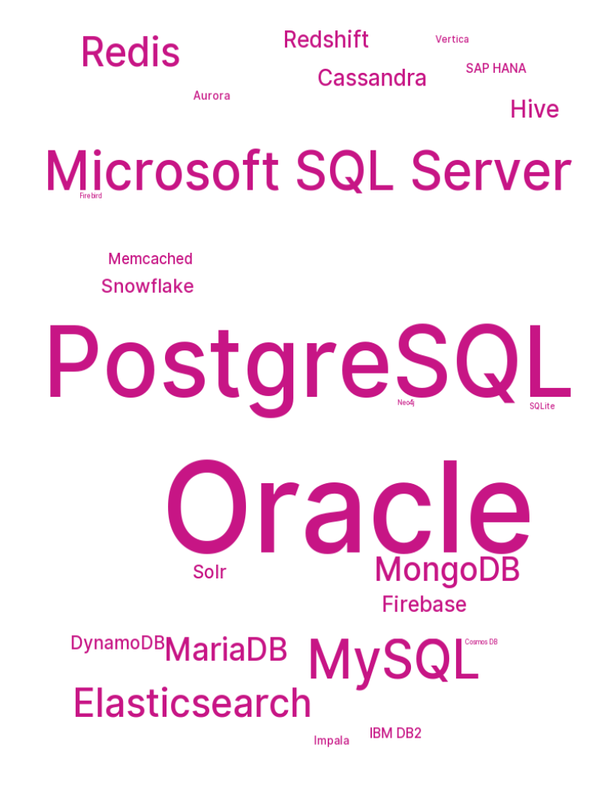 Redis
Redshift
Vertica
Cassandra
SAP HANA
Aurora
Hive
Microsoft SQL Server
Firebird
Memcached
Snowflake
PostgreSQL
Neo4j
SQLite
Oracle
Solr
MongoDB
Firebase
DynamoDB
MariaDB
MySQL
Cosmos DB
Elasticsearch
Impala
IBM DB2